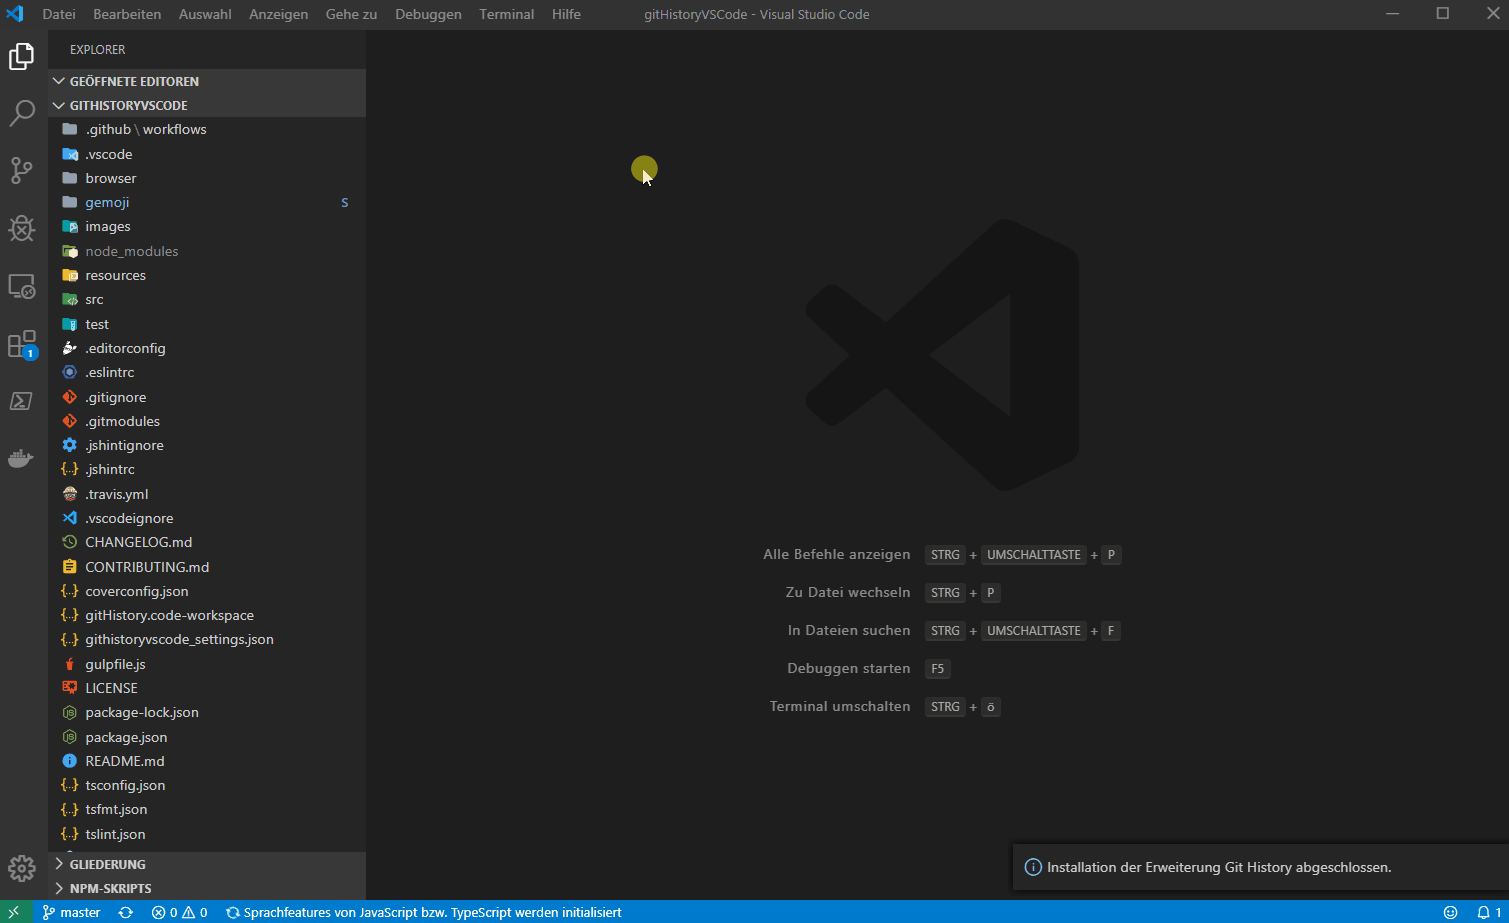 Datei Bearbeiten Auswahl Anzeigen Gehe zu Debuggen Terminal Hilfe gitHistoryVSCode - Visual Studio Code
EXPLORER
GEÖFFNETE EDITOREN
GITHISTORYVSCODE
.github \ workflows
.vscode
browser
gemoji S
images
node_modules
resources
src
test
.editorconfig
.eslintrc
.gitignore
.gitmodules
.jshintignore
.jshintrc
.travis.yml
.vscodeignore
CHANGELOG.md
CONTRIBUTING.md
coverconfig.json
gitHistory.code-workspace
githistoryvscode_settings.json
gulpfile.js
LICENSE
package-lock.json
package.json
README.md
tsconfig.json
tsfmt.json
tslint.json
GLIEDERUNG
NPM-SKRIPTS
1
Alle Befehle anzeigen STRG + UMSCHALTTASTE + P
Zu Datei wechseln STRG + P
In Dateien suchen STRG + UMSCHALTTASTE + F
Debuggen starten F5
Terminal umschalten STRG + ö
Installation der Erweiterung Git History abgeschlossen.
master 0 0 Sprachfeatures von JavaScript bzw. TypeScript werden initialisiert 1